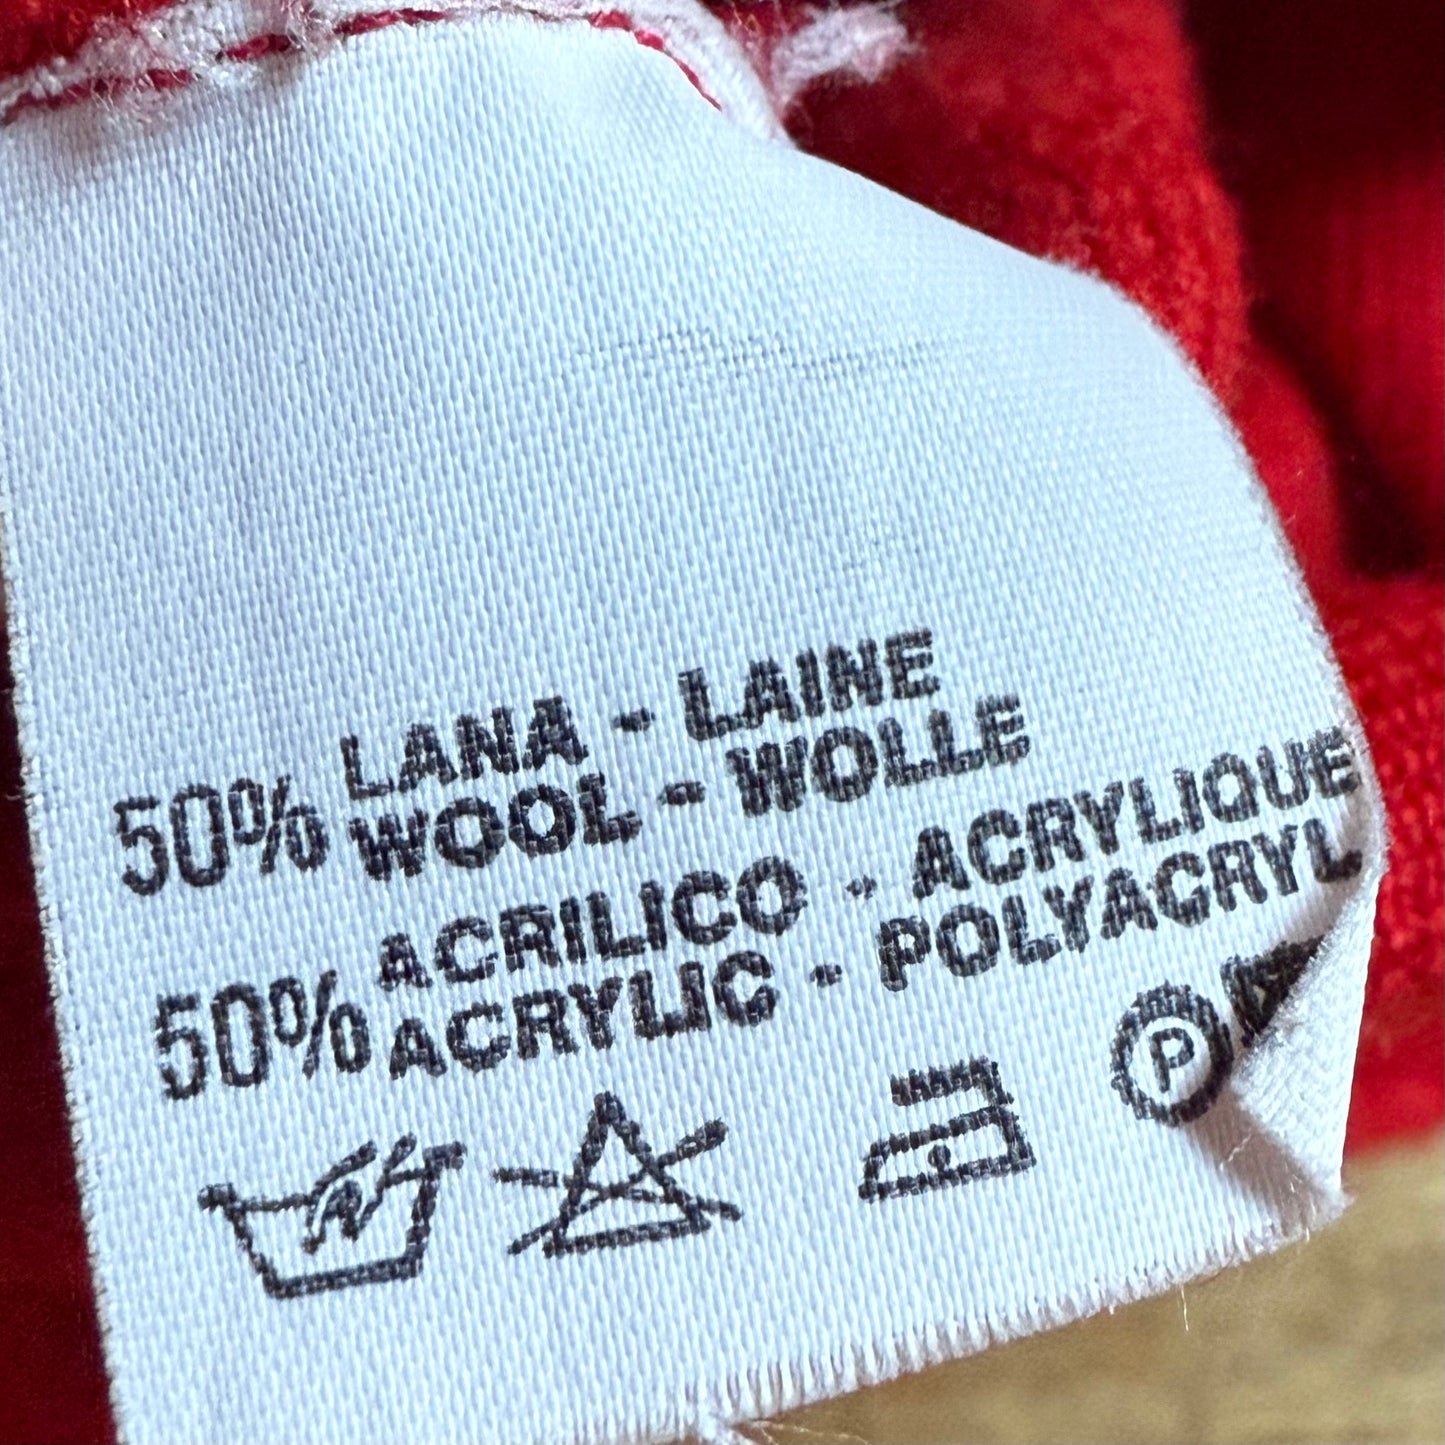 50% LANA - LAINE
WOOL - WOLLE
50% ACRILICO - ACRYLIQUE
ACRYLIC - POLYACRYL
P